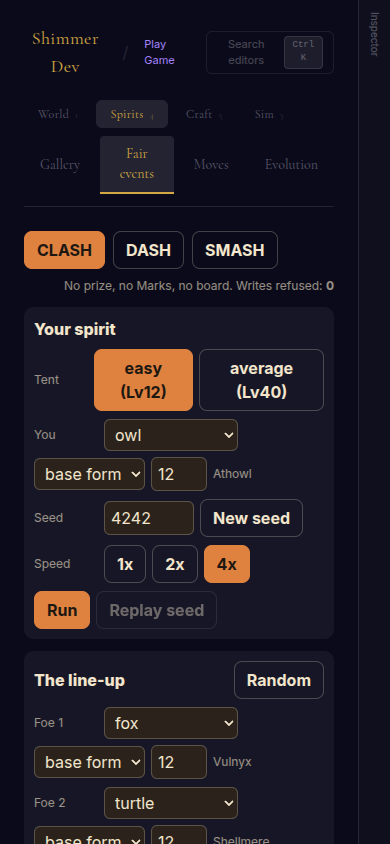 Shimmer Dev / Play Game
Search editors Ctrl K
Inspector
World Spirits Craft Sim
Gallery Fair events Moves Evolution
CLASH DASH SMASH
No prize, no Marks, no board. Writes refused: 0
Your spirit
Tent easy (Lv12) average (Lv40)
You owl
base form 12 Athowl
Seed 4242 New seed
Speed 1x 2x 4x
Run Replay seed
The line-up Random
Foe 1 fox
base form 12 Vulnyx
Foe 2 turtle
base form 12 Shellmere